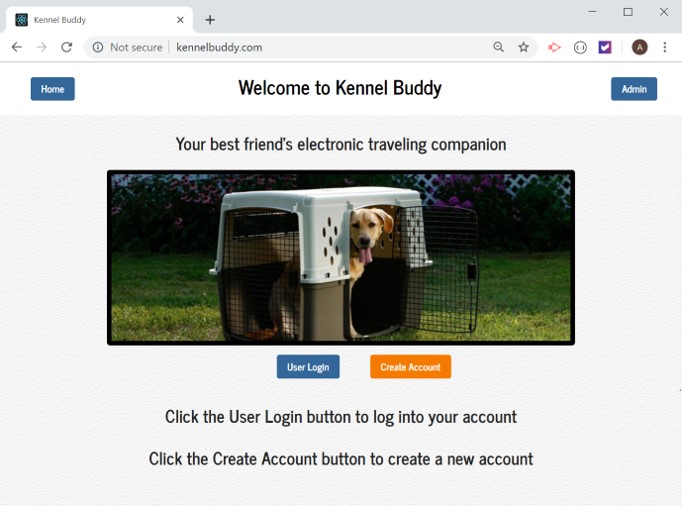 Kennel Buddy
Not secure kennelbuddy.com
A
Home
Welcome to Kennel Buddy
Admin
Your best friend's electronic traveling companion
User Login
Create Account
Click the User Login button to log into your account
Click the Create Account button to create a new account